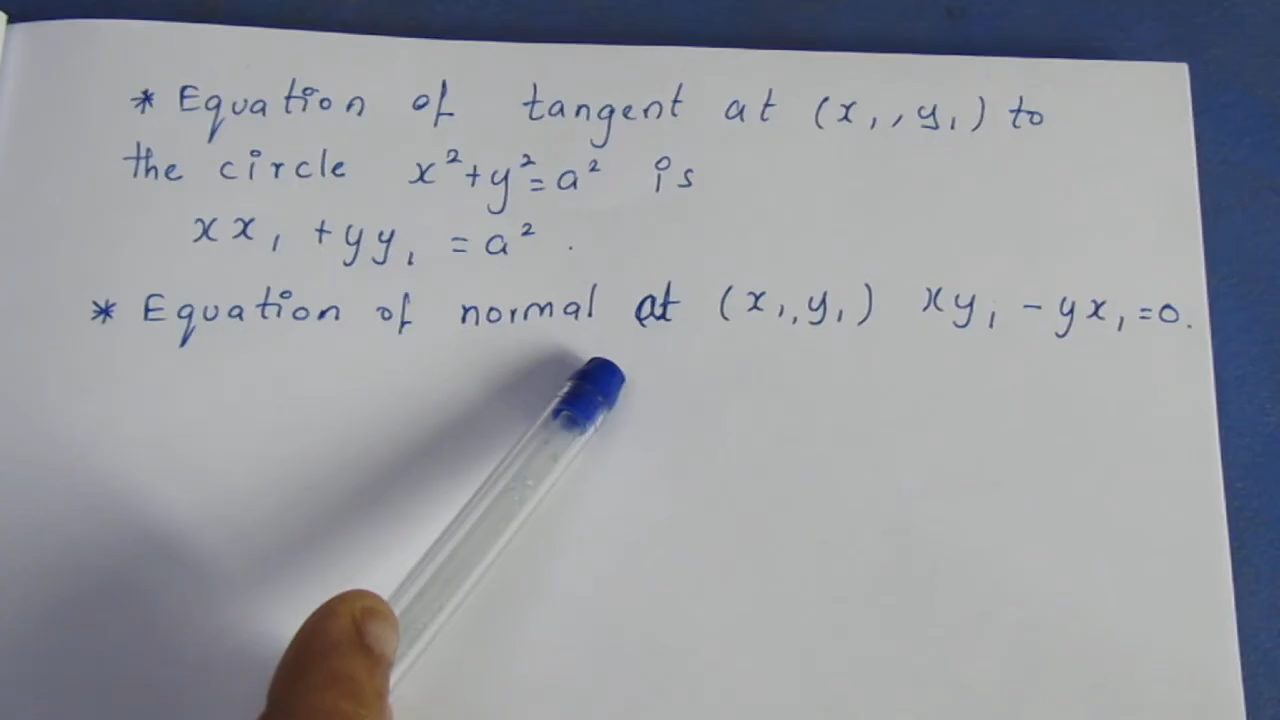 * Equation of tangent at (x₁, y₁) to
the circle x²+y²=a² is
xx₁ + yy₁ = a².
* Equation of normal at (x₁, y₁) xy₁ - yx₁ = 0.